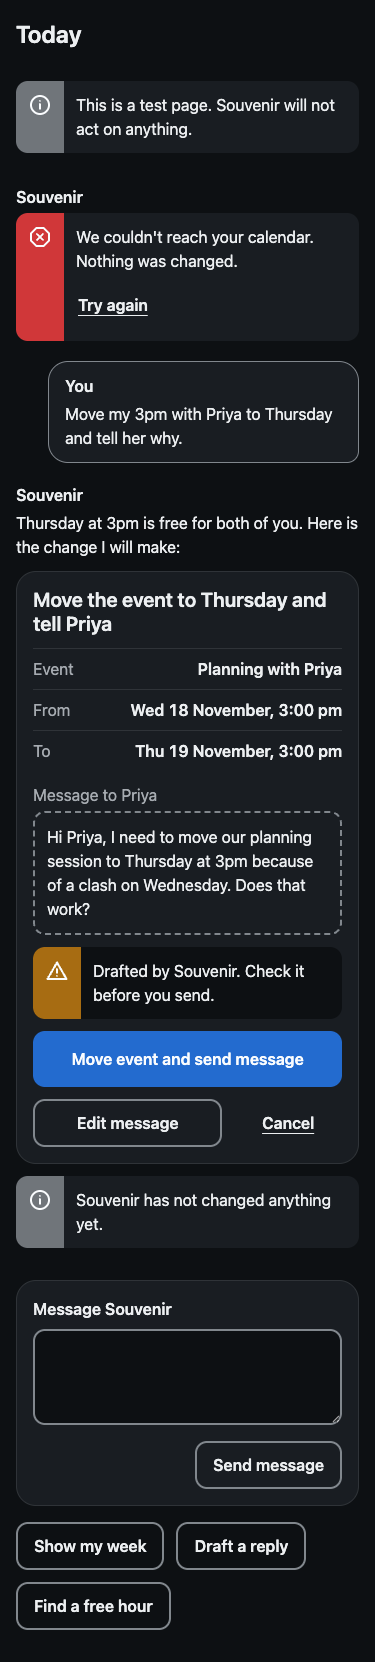 Today
This is a test page. Souvenir will not
act on anything.
Souvenir
We couldn't reach your calendar.
Nothing was changed.
Try again
You
Move my 3pm with Priya to Thursday
and tell her why.
Souvenir
Thursday at 3pm is free for both of you. Here is
the change I will make:
Move the event to Thursday and
tell Priya
Event Planning with Priya
From Wed 18 November, 3:00 pm
To Thu 19 November, 3:00 pm
Message to Priya
Hi Priya, I need to move our planning
session to Thursday at 3pm because
of a clash on Wednesday. Does that
work?
Drafted by Souvenir. Check it
before you send.
Move event and send message
Edit message Cancel
Souvenir has not changed anything
yet.
Message Souvenir
Send message
Show my week Draft a reply
Find a free hour